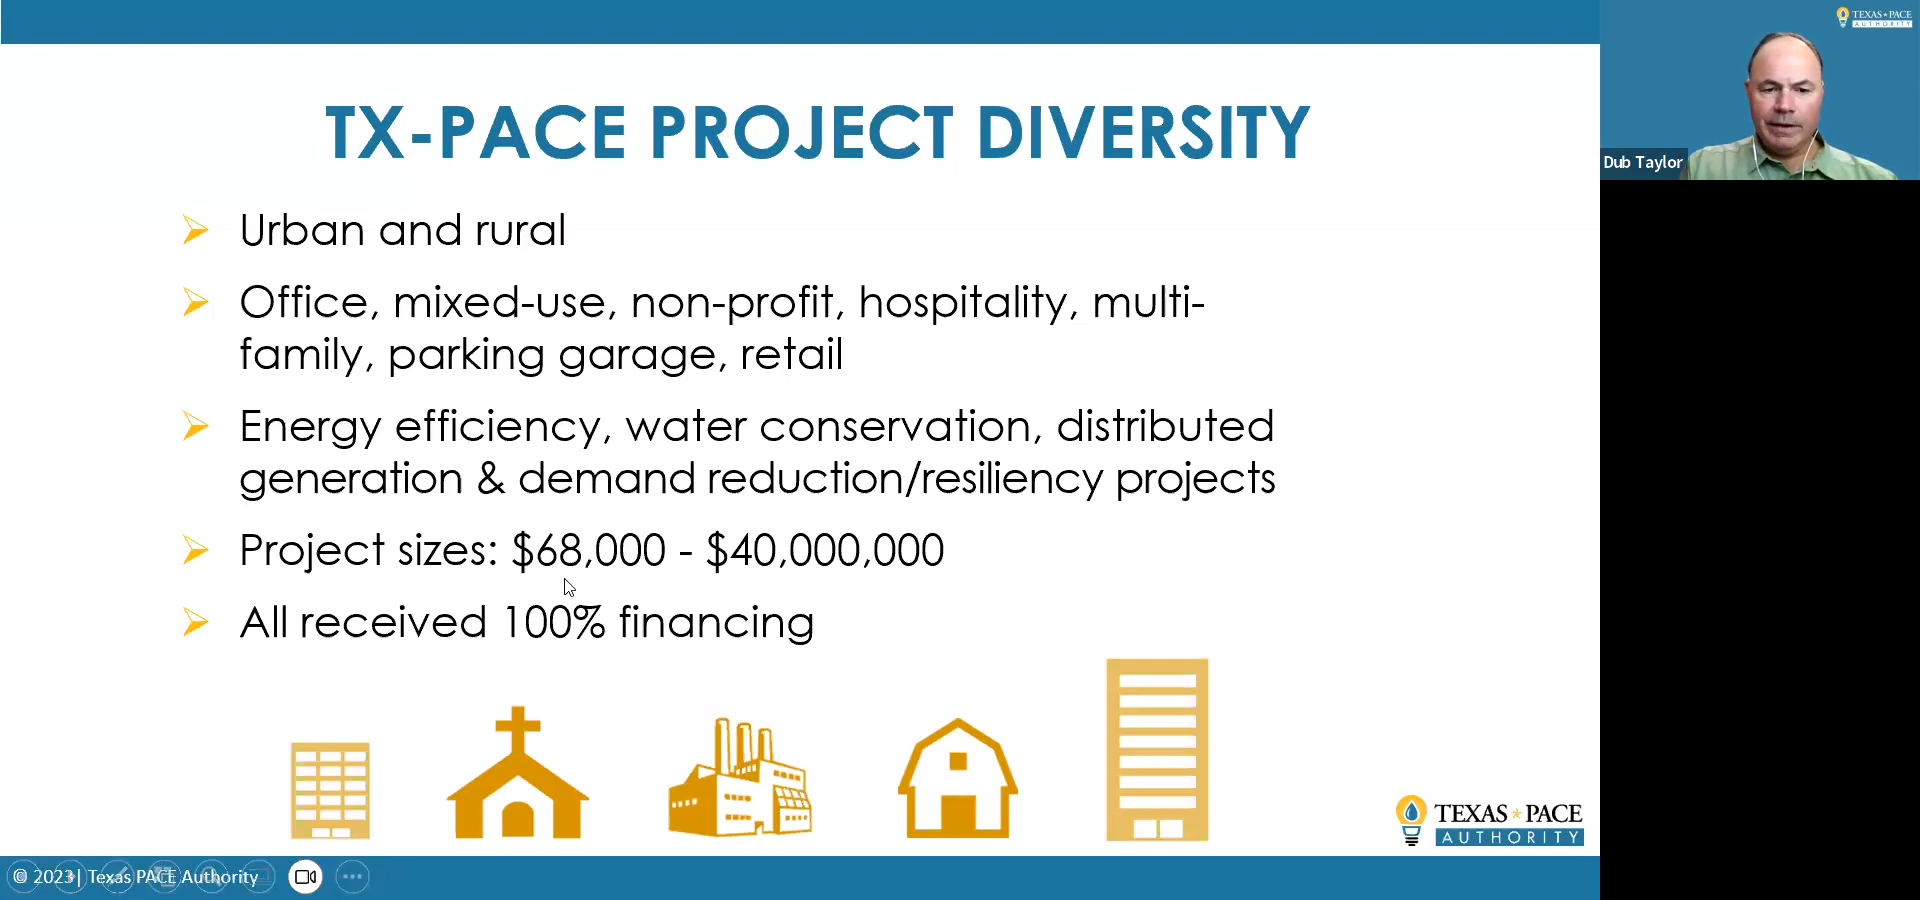 TX-PACE PROJECT DIVERSITY
Urban and rural
Office, mixed-use, non-profit, hospitality, multi-
family, parking garage, retail
Energy efficiency, water conservation, distributed
generation & demand reduction/resiliency projects
Project sizes: $68,000 - $40,000,000
All received 100% financing
TEXAS PACE
AUTHORITY
© 2023| Texas PACE Authority
TEXAS PACE
AUTHORITY
Dub Taylor